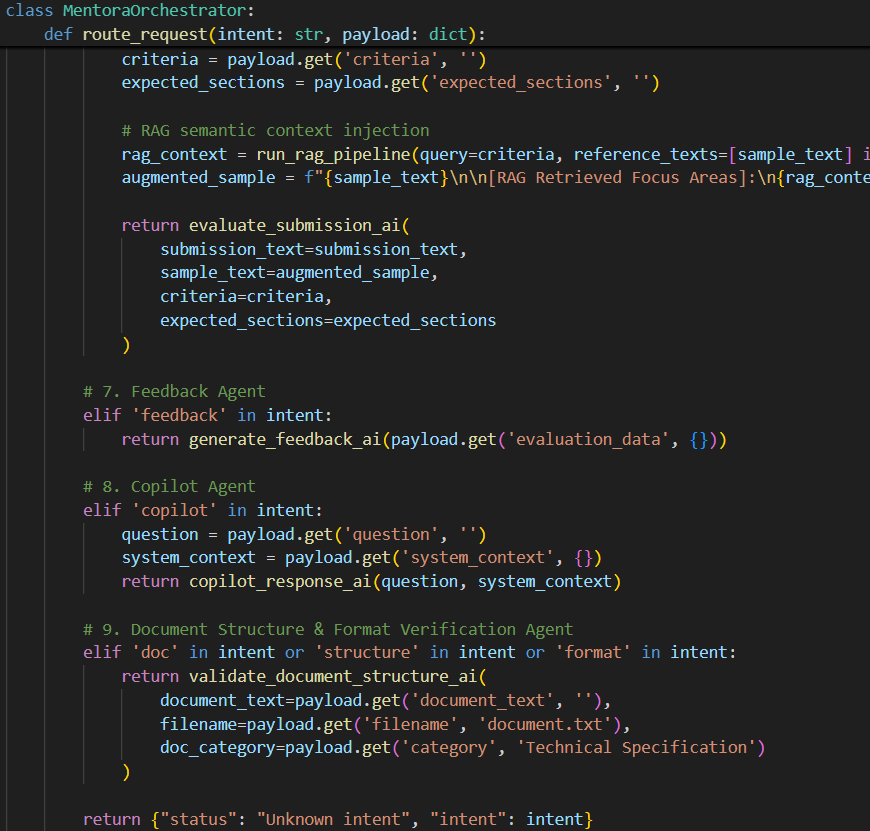 class MentoraOrchestrator:
    def route_request(intent: str, payload: dict):
            criteria = payload.get('criteria', '')
            expected_sections = payload.get('expected_sections', '')

            # RAG semantic context injection
            rag_context = run_rag_pipeline(query=criteria, reference_texts=[sample_text] i
            augmented_sample = f"{sample_text}\n\n[RAG Retrieved Focus Areas]:\n{rag_conte

            return evaluate_submission_ai(
                submission_text=submission_text,
                sample_text=augmented_sample,
                criteria=criteria,
                expected_sections=expected_sections
            )

        # 7. Feedback Agent
        elif 'feedback' in intent:
            return generate_feedback_ai(payload.get('evaluation_data', {}))

        # 8. Copilot Agent
        elif 'copilot' in intent:
            question = payload.get('question', '')
            system_context = payload.get('system_context', {})
            return copilot_response_ai(question, system_context)

        # 9. Document Structure & Format Verification Agent
        elif 'doc' in intent or 'structure' in intent or 'format' in intent:
            return validate_document_structure_ai(
                document_text=payload.get('document_text', ''),
                filename=payload.get('filename', 'document.txt'),
                doc_category=payload.get('category', 'Technical Specification')
            )

        return {"status": "Unknown intent", "intent": intent}